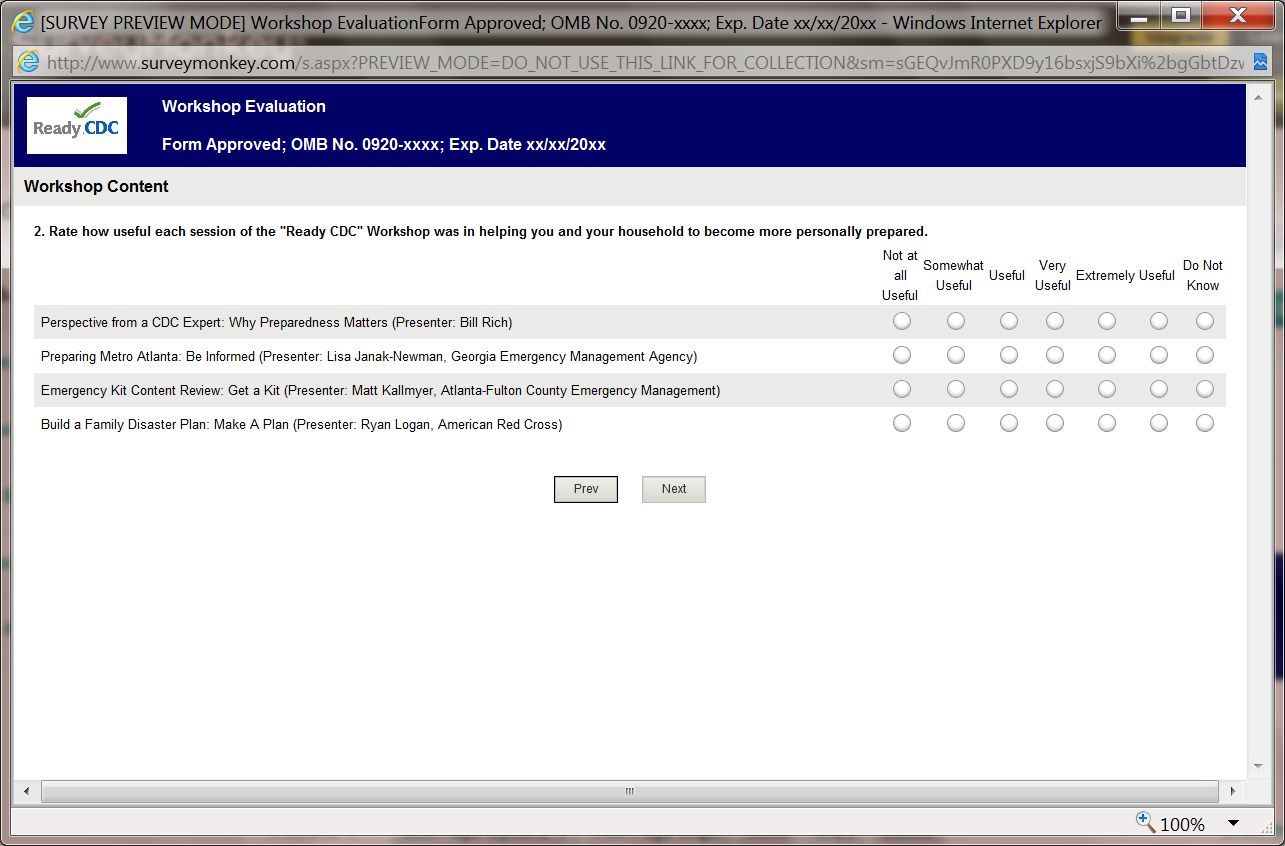 [SURVEY PREVIEW MODE] Workshop EvaluationForm Approved; OMB No. 0920-xxxx; Exp. Date xx/xx/20xx - Windows Internet Explorer
http://www.surveymonkey.com/s.aspx?PREVIEW_MODE=DO_NOT_USE_THIS_LINK_FOR_COLLECTION&sm=sGEQvJmR0PXD9y16bsxjS9bXi%2bgGbtDzv
Ready CDC
Workshop Evaluation
Form Approved; OMB No. 0920-xxxx; Exp. Date xx/xx/20xx
Workshop Content
2. Rate how useful each session of the "Ready CDC" Workshop was in helping you and your household to become more personally prepared.
Not at all Useful Somewhat Useful Useful Very Useful Extremely Useful Do Not Know
Perspective from a CDC Expert: Why Preparedness Matters (Presenter: Bill Rich)
Preparing Metro Atlanta: Be Informed (Presenter: Lisa Janak-Newman, Georgia Emergency Management Agency)
Emergency Kit Content Review: Get a Kit (Presenter: Matt Kallmyer, Atlanta-Fulton County Emergency Management)
Build a Family Disaster Plan: Make A Plan (Presenter: Ryan Logan, American Red Cross)
Prev Next
100%